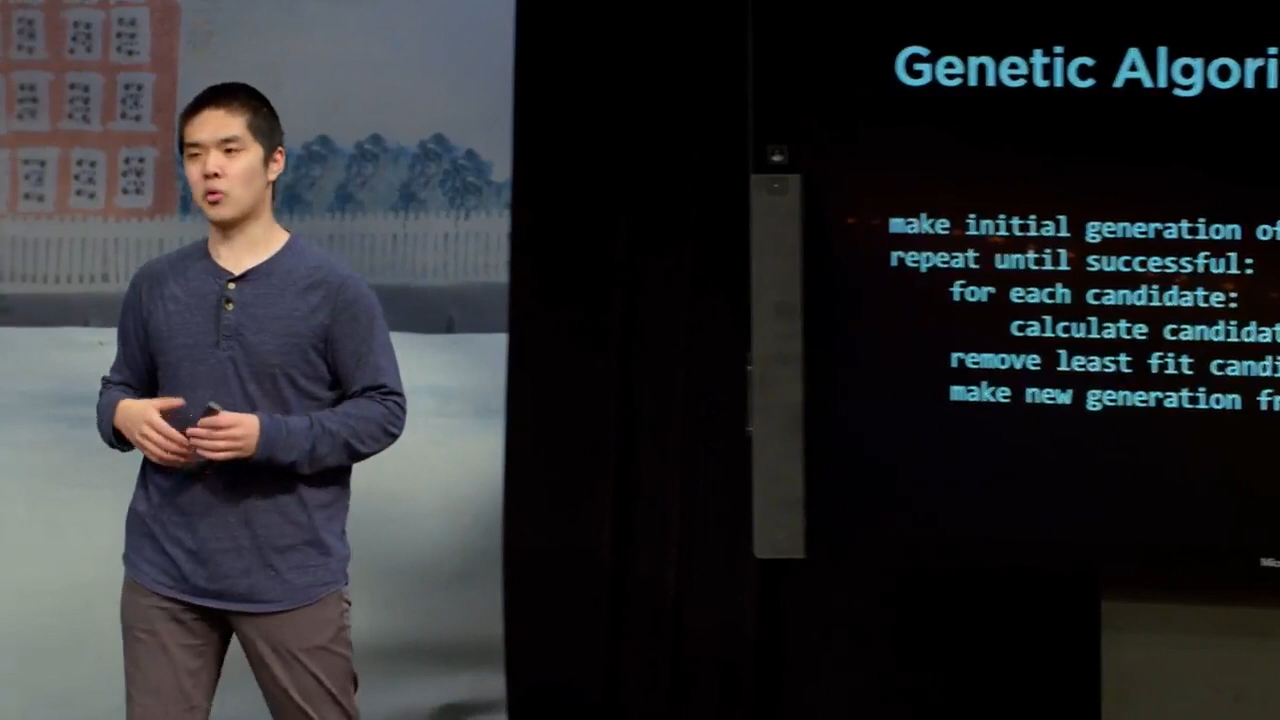 Genetic Algori
make initial generation of
repeat until successful:
for each candidate:
calculate candidat
remove least fit candi
make new generation fr